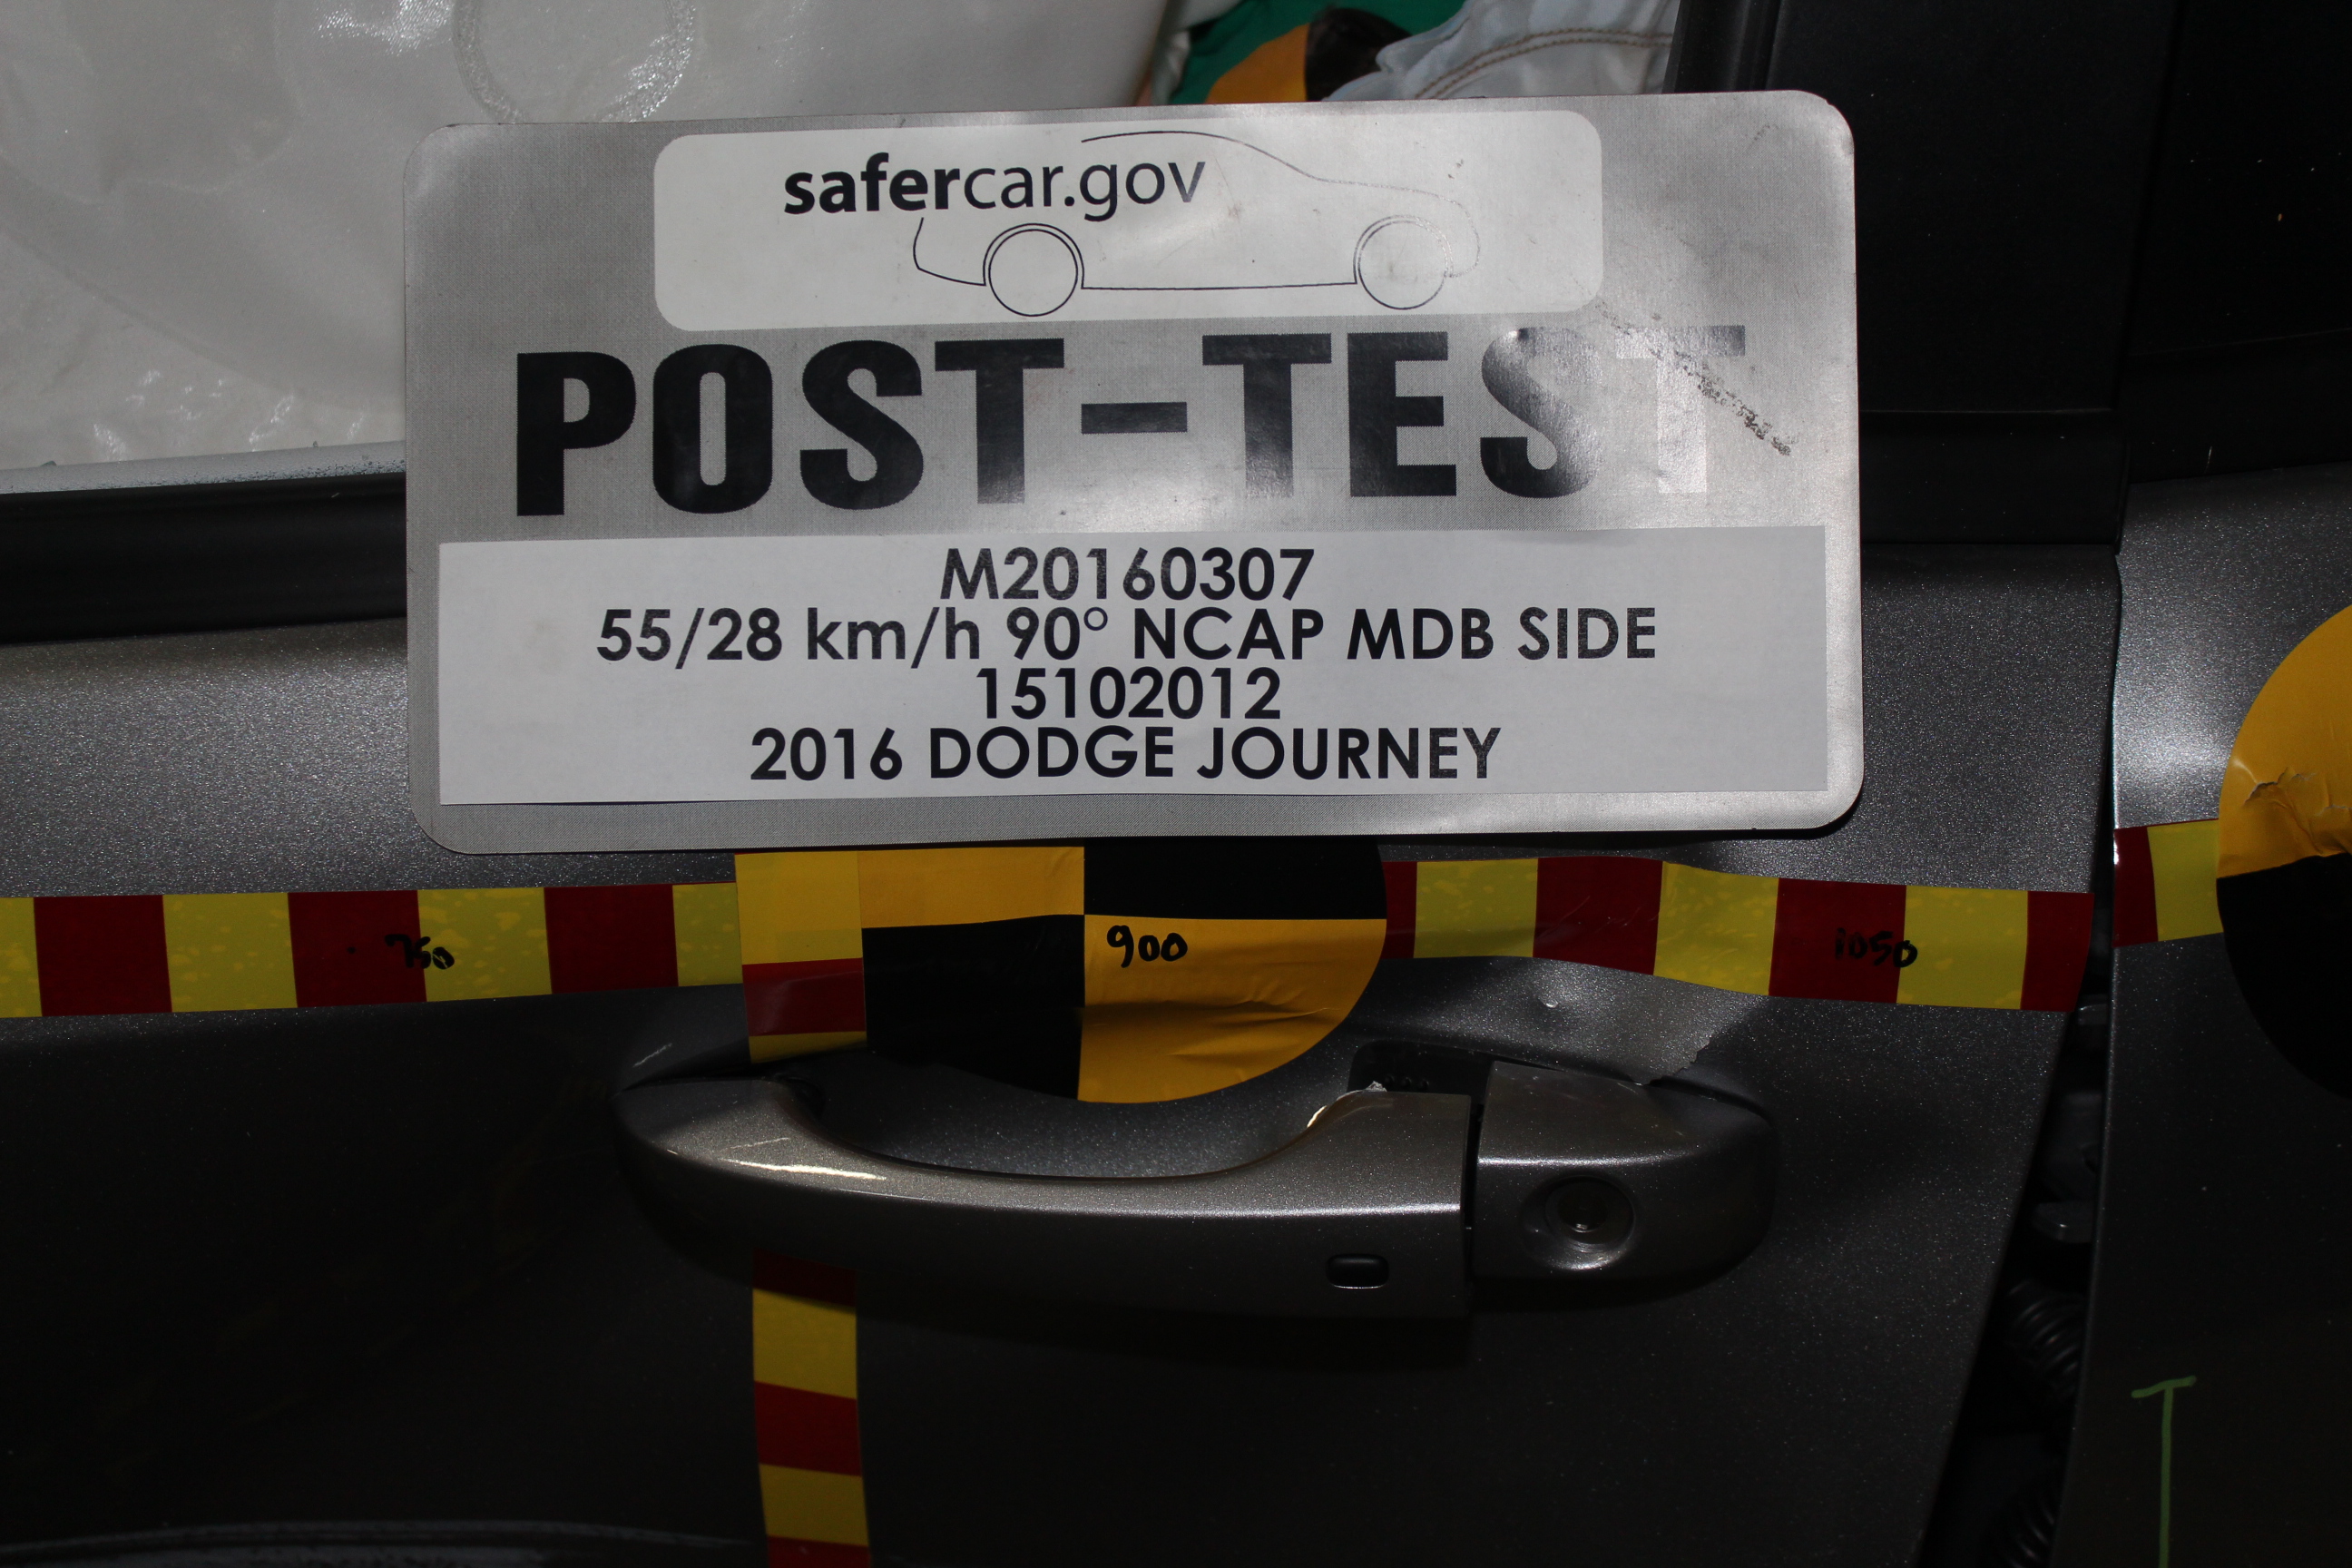 safercar.gov
POST-TEST
M20160307
55/28 km/h 90° NCAP MDB SIDE
15102012
2016 DODGE JOURNEY
750
900
1050